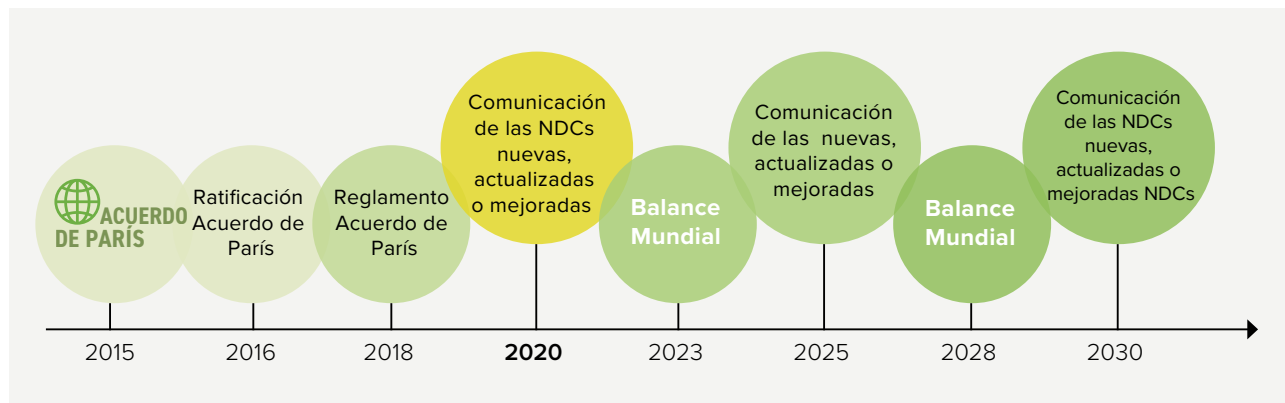 ACUERDO
DE PARÍS
Ratificación
Acuerdo de
París
Reglamento
Acuerdo de
París
Comunicación
de las NDCs
nuevas,
actualizadas
o mejoradas
Balance
Mundial
Comunicación
de las nuevas,
actualizadas o
mejoradas
Balance
Mundial
Comunicación
de las NDCs
nuevas,
actualizadas o
mejoradas NDCs
2015
2016
2018
2020
2023
2025
2028
2030